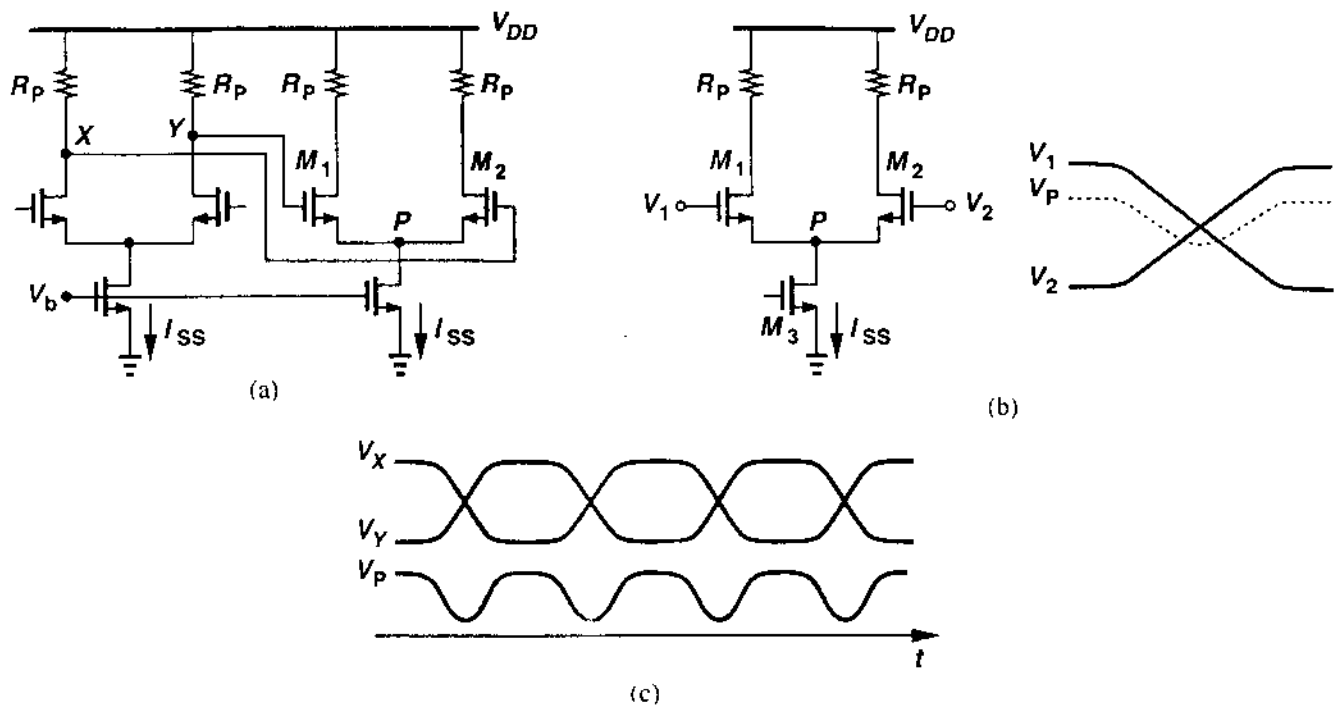 V_DD
R_P R_P R_P R_P
X Y M_1 M_2
P
V_b I_SS I_SS
(a)
V_DD
R_P R_P
M_1 M_2
V_1 V_2
P
M_3 I_SS
V_1
V_P
V_2
(b)
V_X
V_Y
V_P
t
(c)